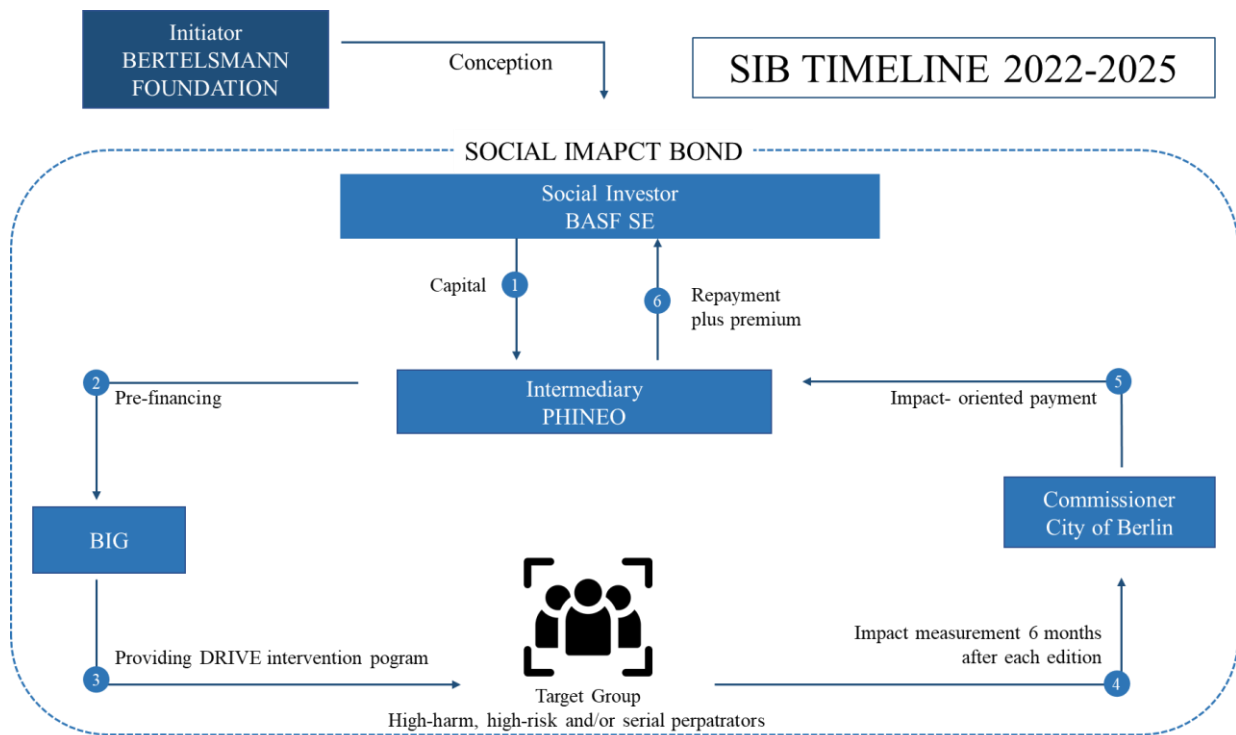 Initiator
BERTELSMANN
FOUNDATION
Conception
SIB TIMELINE 2022-2025
SOCIAL IMAPCT BOND
Social Investor
BASF SE
Capital
1
6
Repayment
plus premium
2
Pre-financing
Intermediary
PHINEO
5
Impact- oriented payment
BIG
Commissioner
City of Berlin
Providing DRIVE intervention pogram
3
Impact measurement 6 months
after each edition
4
Target Group
High-harm, high-risk and/or serial perpatrators